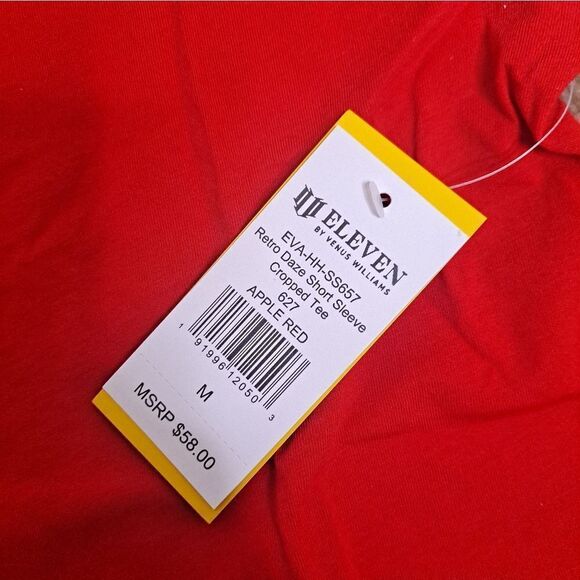 ELEVEN
BY VENUS WILLIAMS
EVA-HH-SS657
Retro Daze Short Sleeve
Cropped Tee
627
APPLE RED
1 91996 12050 3
M
MSRP $58.00